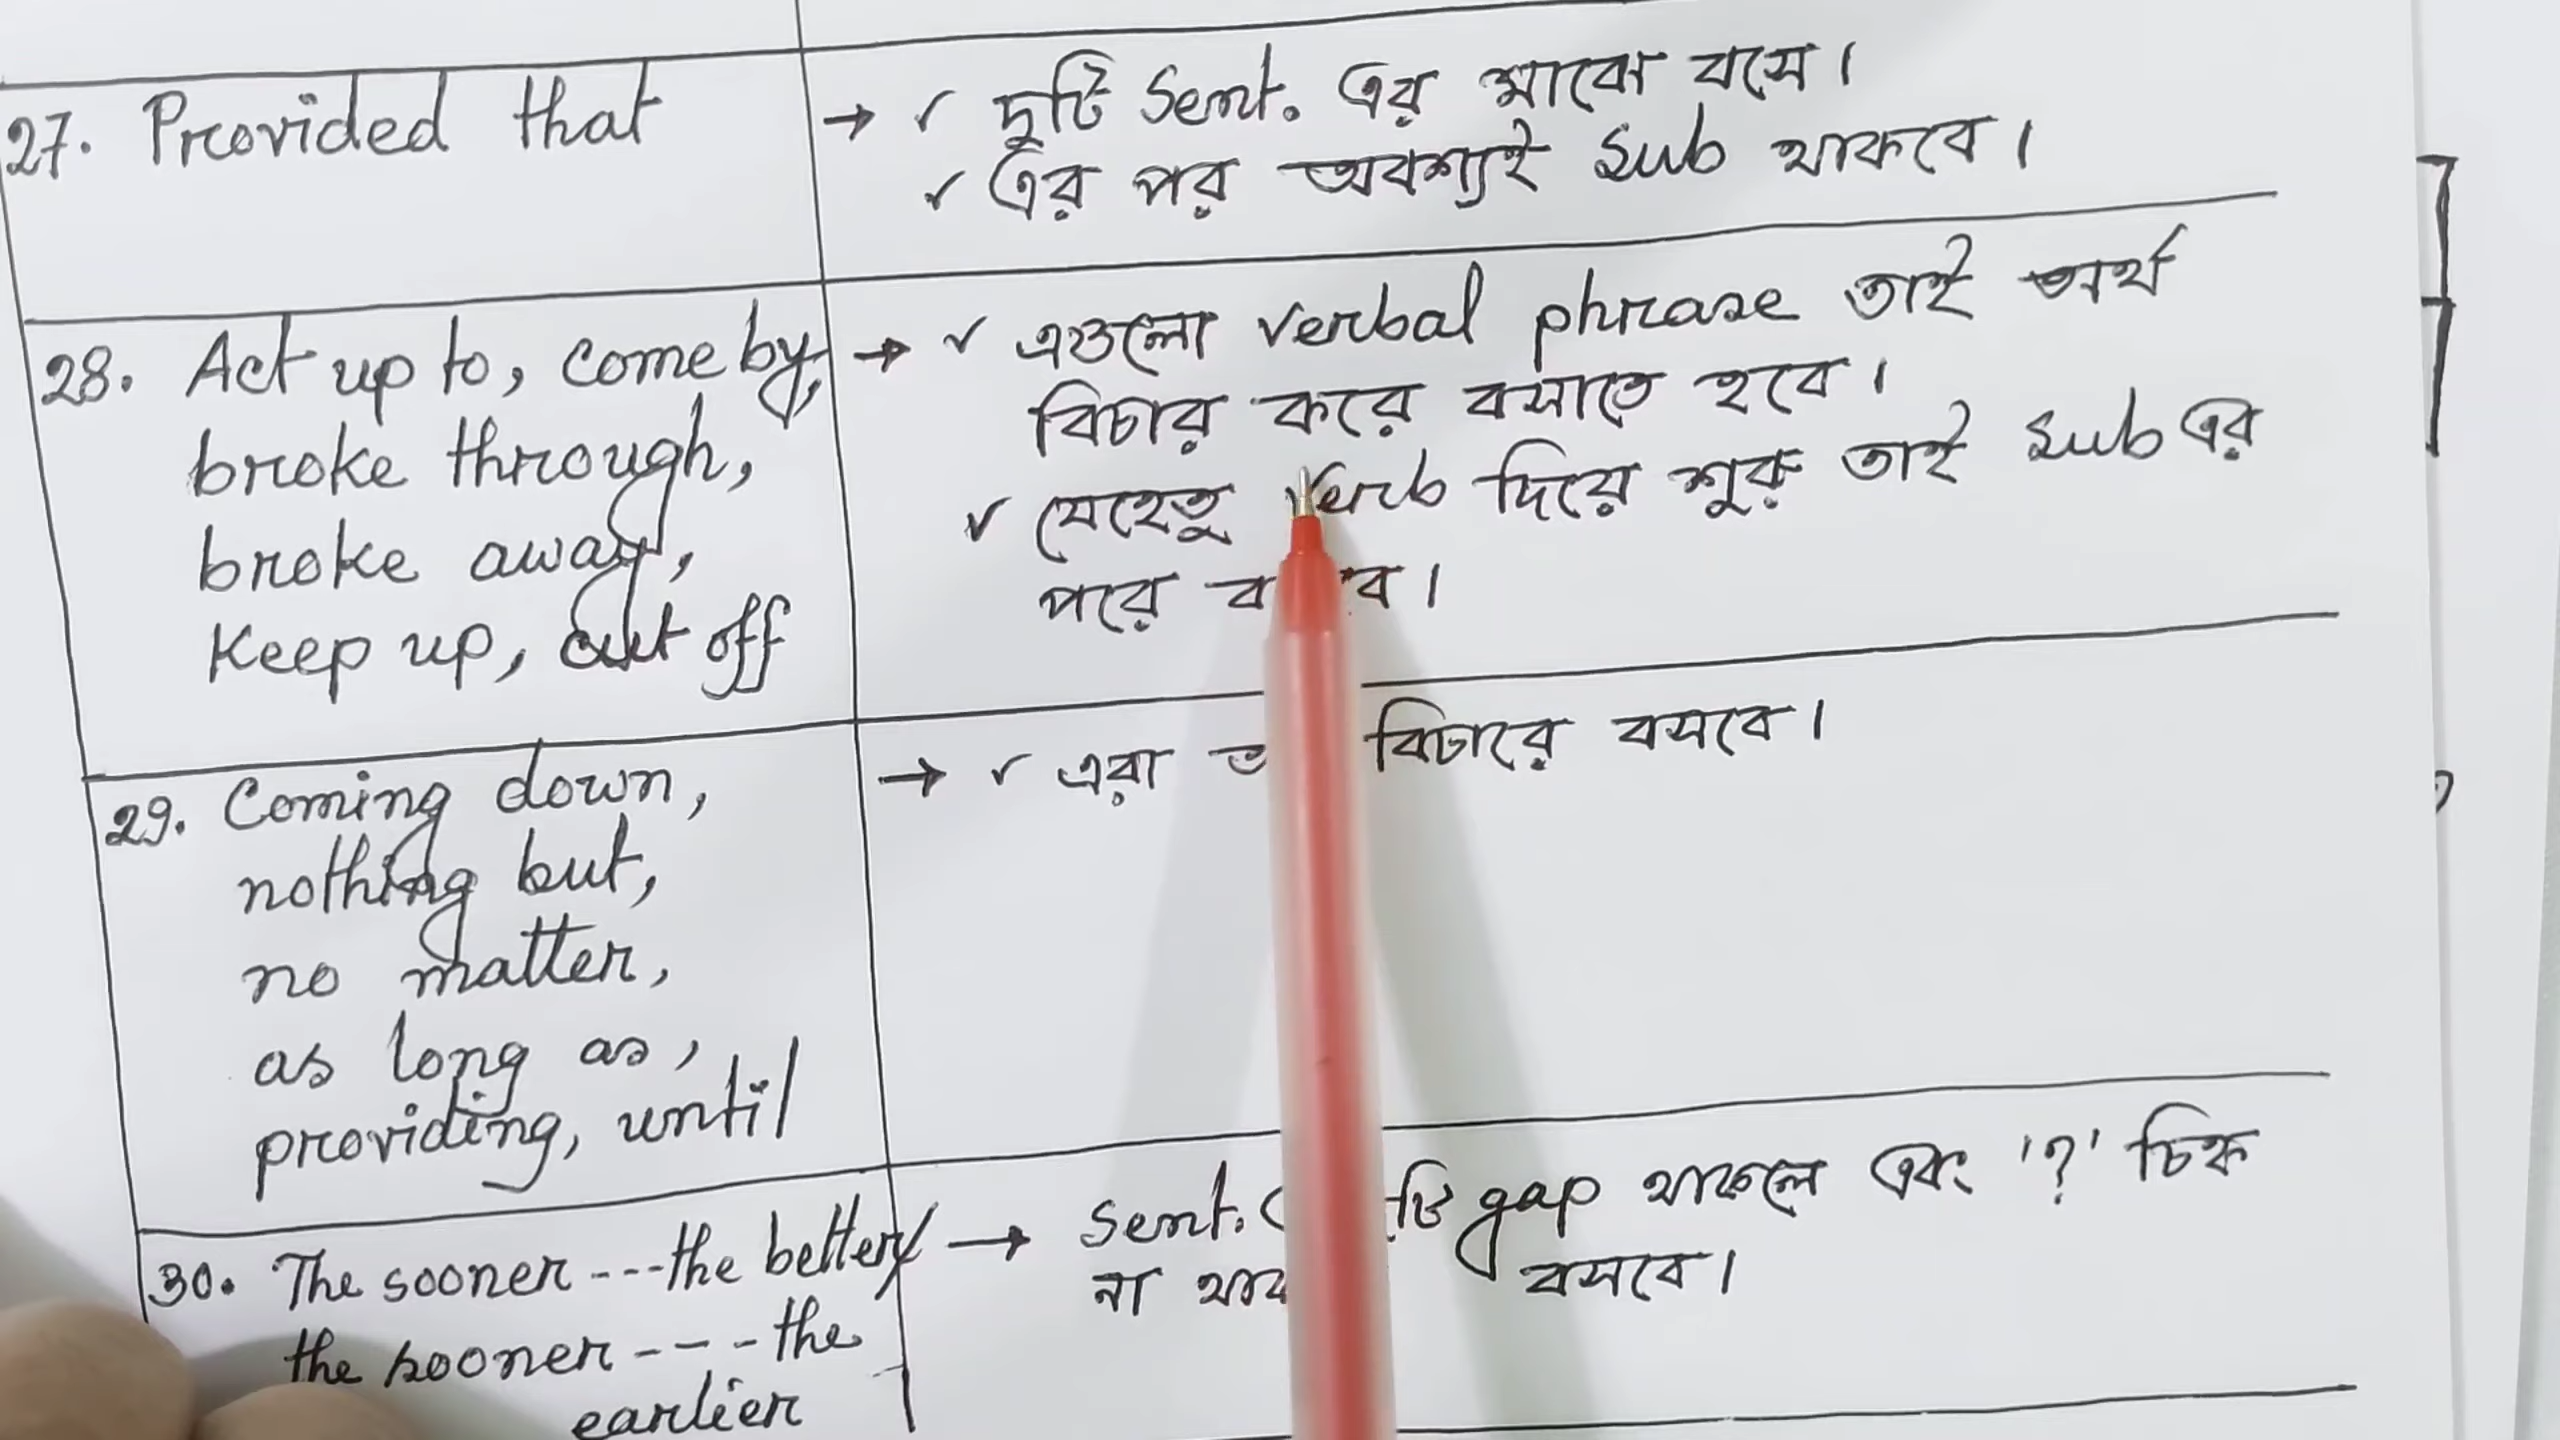 27. Provided that → ✓ দুটি Sent. এর মাঝে বসে।
✓ এর পর অবশ্যই sub থাকবে।
28. Act up to, come by, → ✓ এগুলো verbal phrase তাই অর্থ
বিচার করে বসাতে হবে।
broke through,
✓ যেহেতু verb দিয়ে শুরু তাই sub এর
broke away,
পরে
Keep up, cut off
29. Coming down, → ✓ এরা বিচারে বসবে।
nothing but,
no matter,
as long as,
providing, until
30. The sooner ---the better/ → Sent. টি gap থাকলে এবং '?' চিহ্ন
না বসবে।
the sooner - - - the
earlier